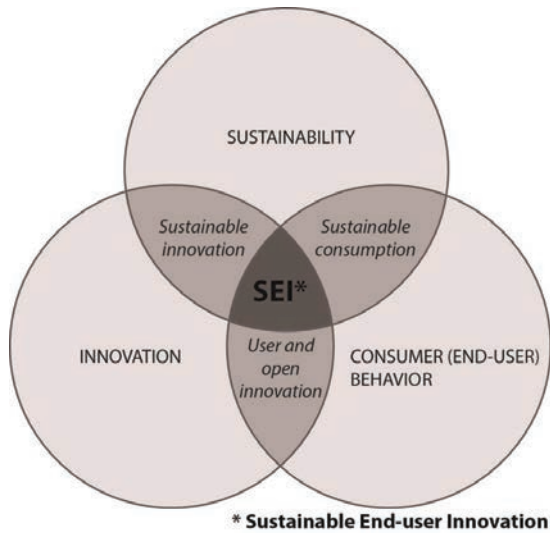 SUSTAINABILITY
Sustainable
innovation
Sustainable
consumption
SEI*
INNOVATION
User and
open
innovation
CONSUMER (END-USER)
BEHAVIOR
* Sustainable End-user Innovation